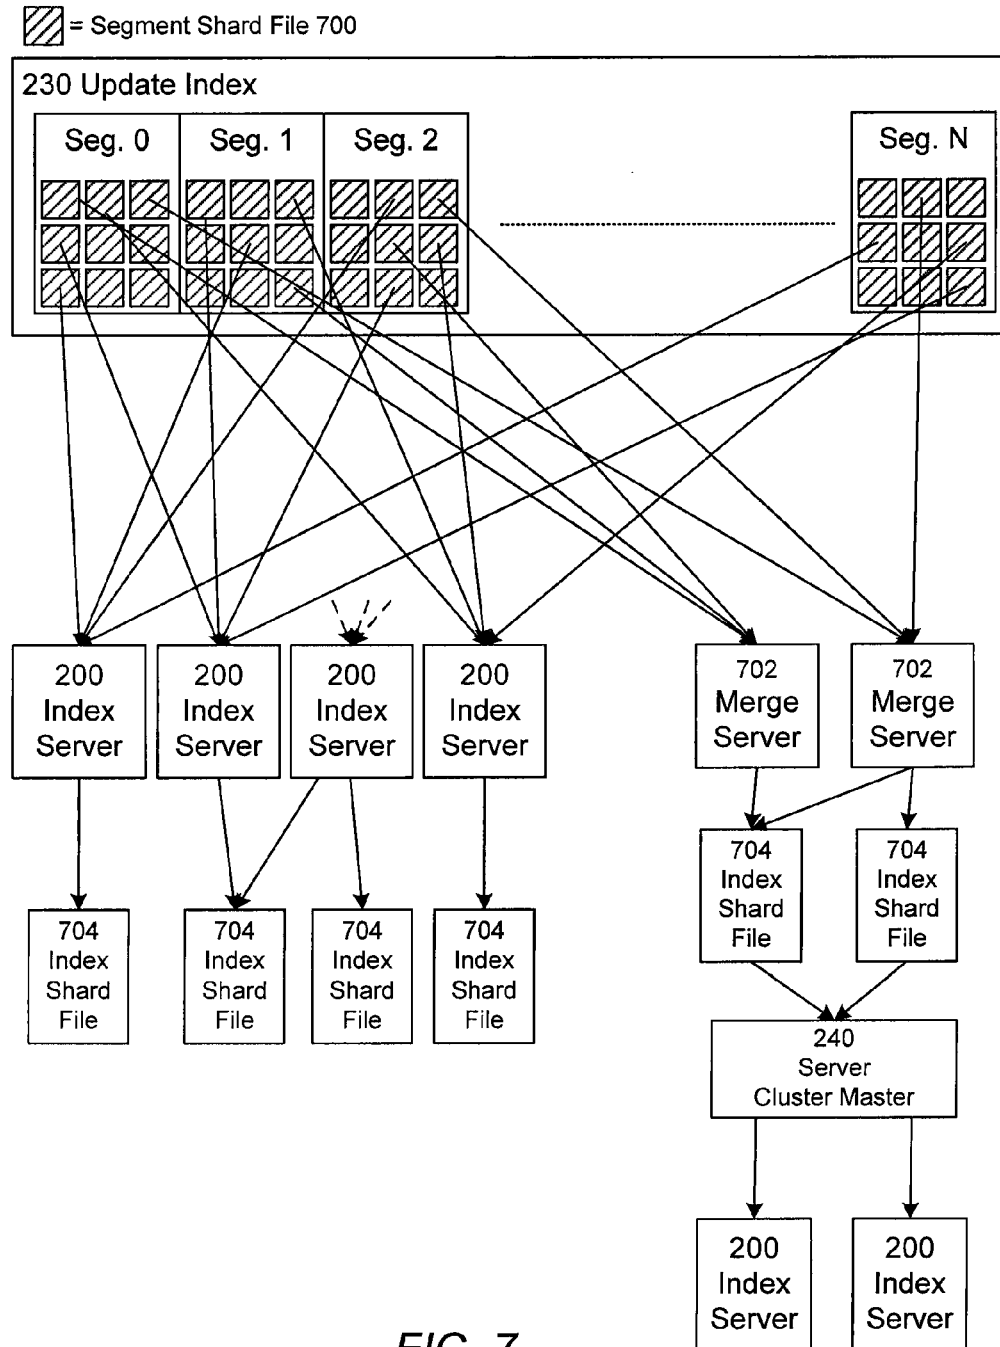 = Segment Shard File 700
230 Update Index
Seg. 0
Seg. 1
Seg. 2
Seg. N
200
Index
Server
200
Index
Server
200
Index
Server
200
Index
Server
702
Merge
Server
702
Merge
Server
704
Index
Shard
File
704
Index
Shard
File
704
Index
Shard
File
704
Index
Shard
File
704
Index
Shard
File
704
Index
Shard
File
240
Server
Cluster Master
200
Index
Server
200
Index
Server
FIG. 7